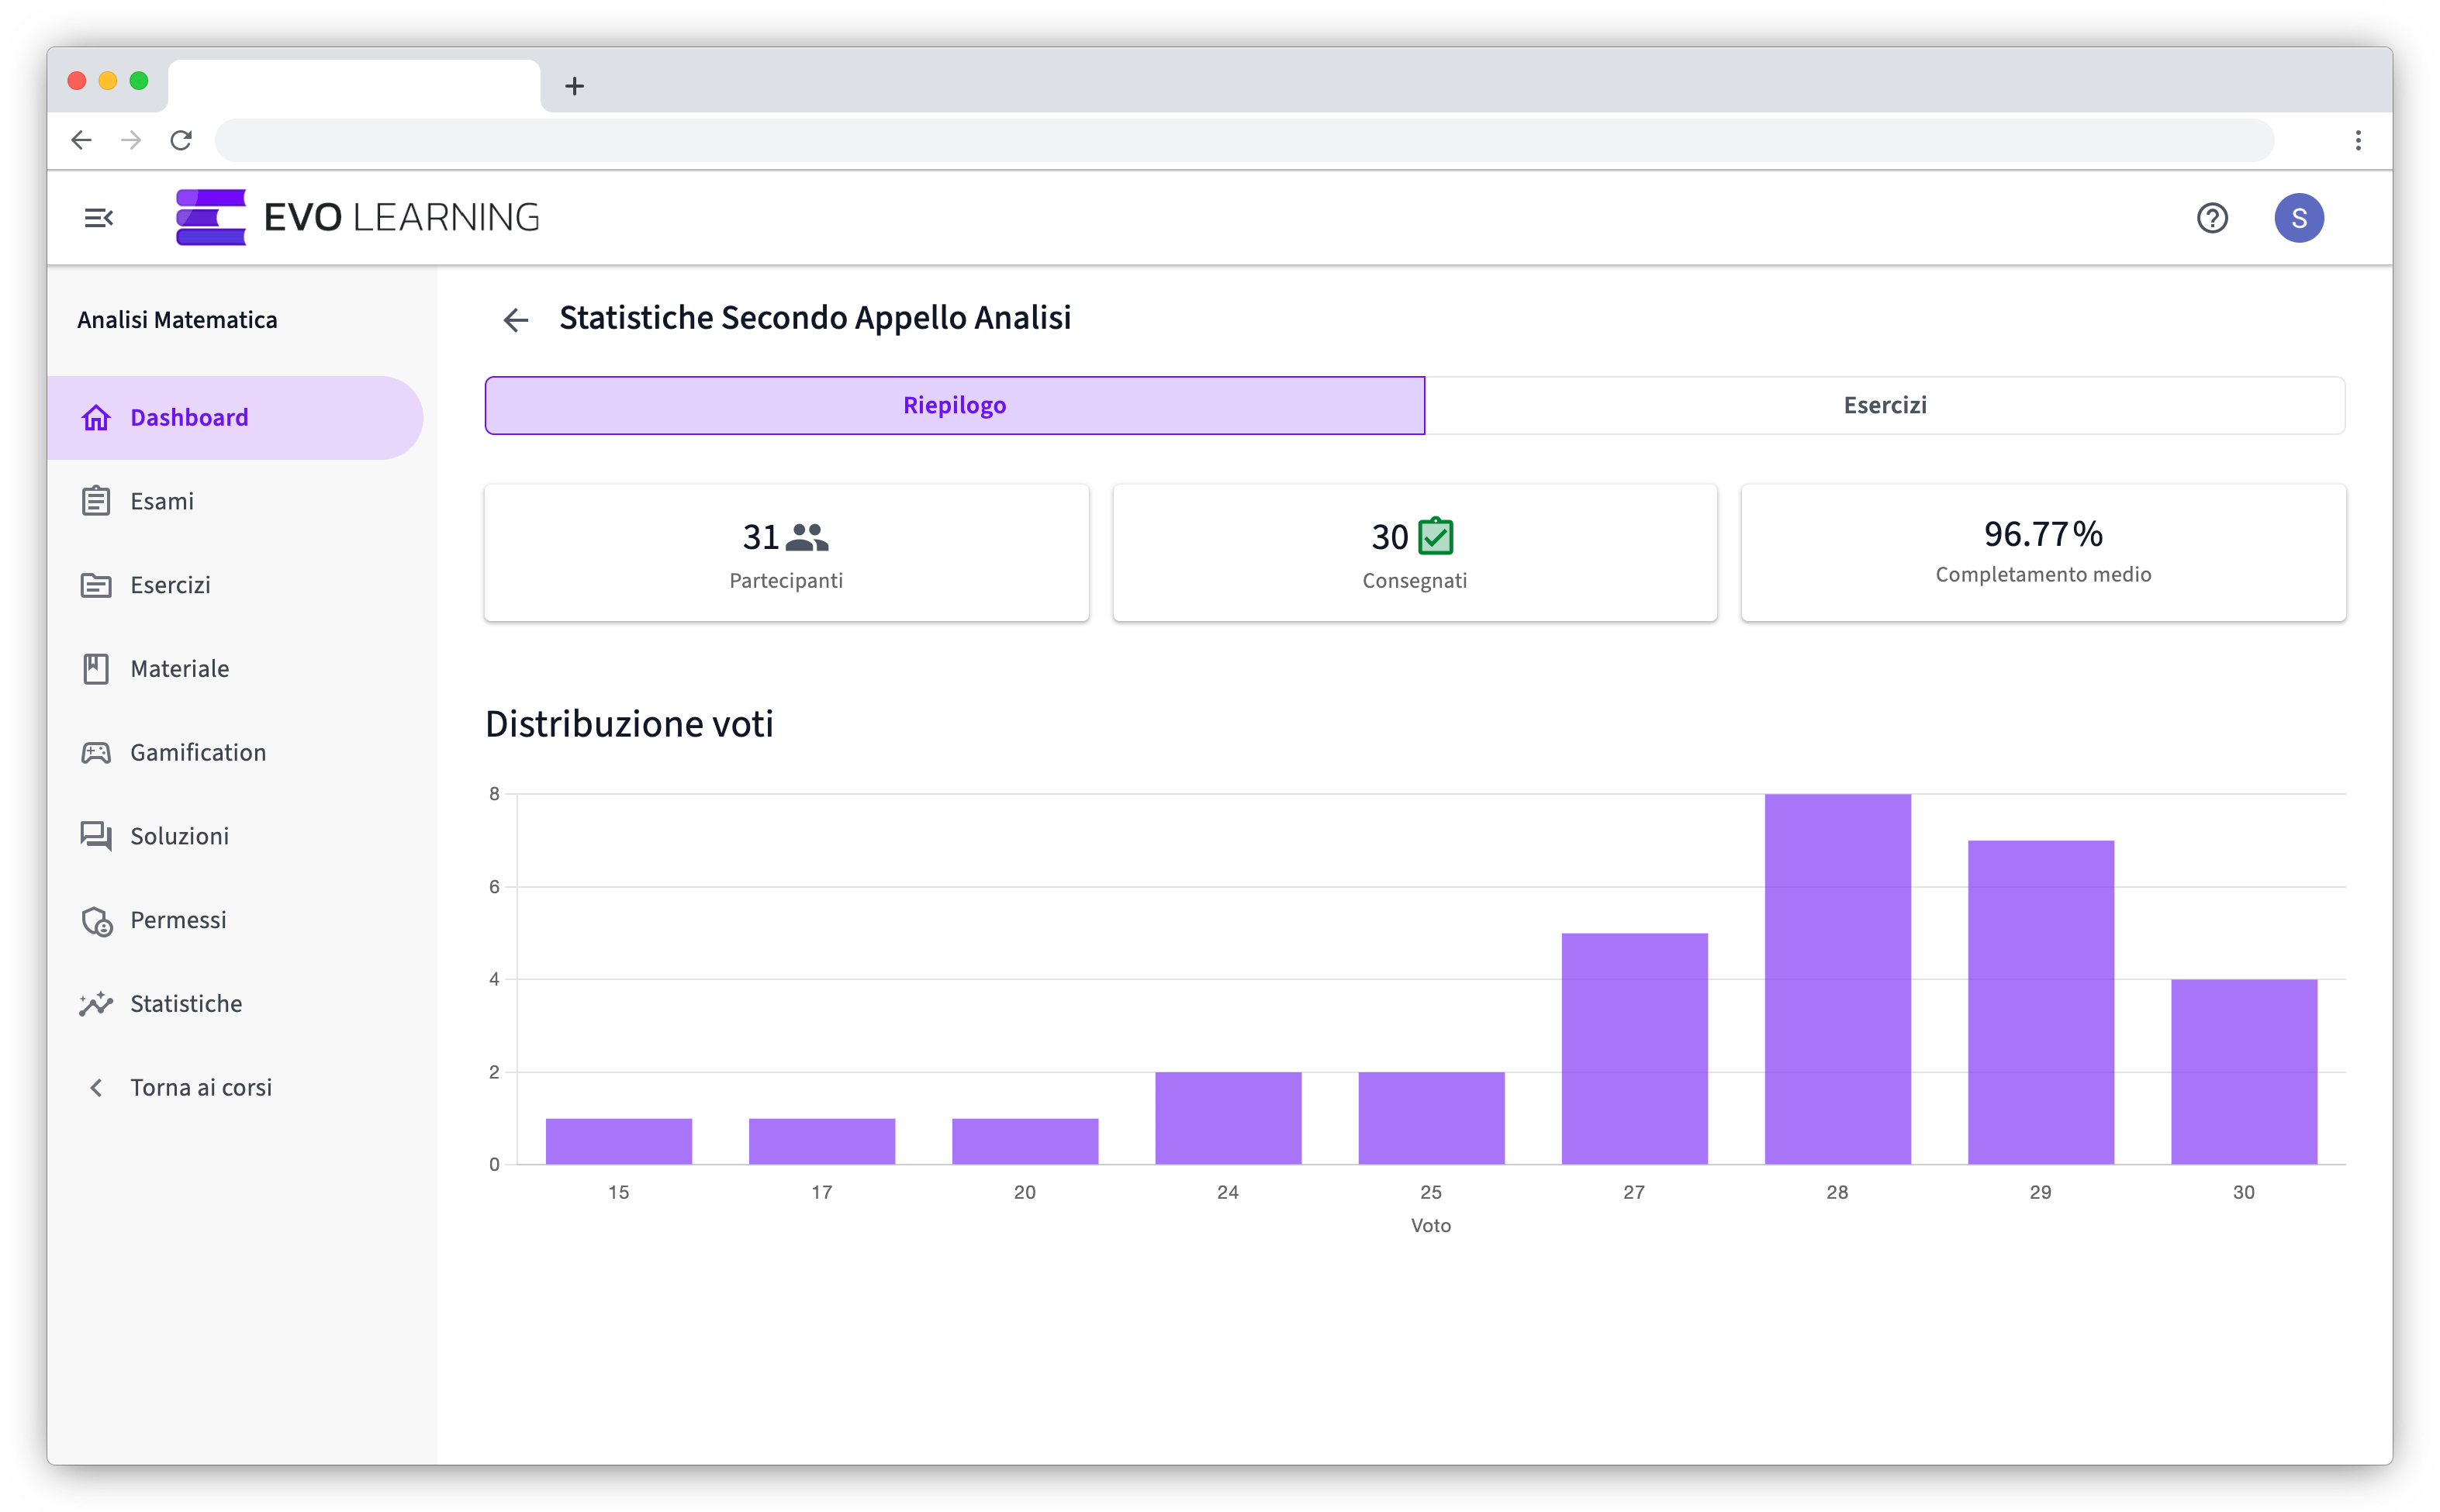 EVO LEARNING
S
Analisi Matematica
Dashboard
Esami
Esercizi
Materiale
Gamification
Soluzioni
Permessi
Statistiche
Torna ai corsi
Statistiche Secondo Appello Analisi
Riepilogo
Esercizi
31
Partecipanti
30
Consegnati
96.77%
Completamento medio
Distribuzione voti
8
6
4
2
0
15 17 20 24 25 27 28 29 30
Voto